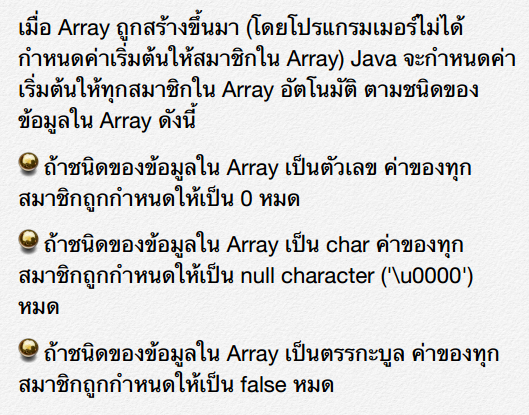 เมื่อ Array ถูกสร้างขึ้นมา (โดยโปรแกรมเมอร์ไม่ได้
กำหนดค่าเริ่มต้นให้สมาชิกใน Array) Java จะกำหนดค่า
เริ่มต้นให้ทุกสมาชิกใน Array อัตโนมัติ ตามชนิดของ
ข้อมูลใน Array ดังนี้
ถ้าชนิดของข้อมูลใน Array เป็นตัวเลข ค่าของทุก
สมาชิกถูกกำหนดให้เป็น 0 หมด
ถ้าชนิดของข้อมูลใน Array เป็น char ค่าของทุก
สมาชิกถูกกำหนดให้เป็น null character ('\u0000')
หมด
ถ้าชนิดของข้อมูลใน Array เป็นตรรกะบูล ค่าของทุก
สมาชิกถูกกำหนดให้เป็น false หมด